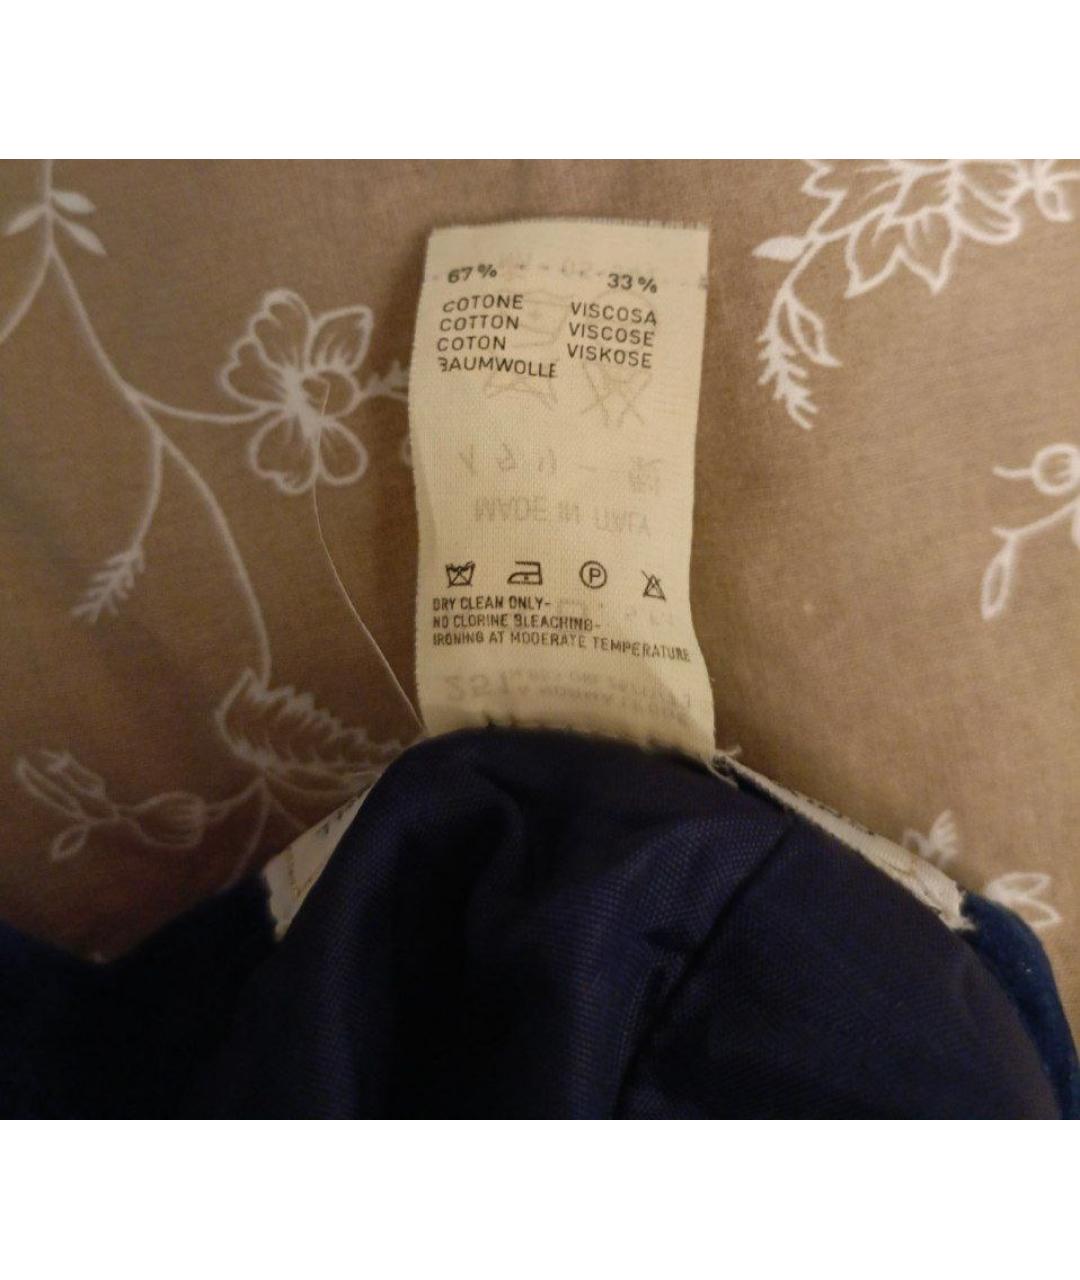 67% 33%
COTONE VISCOSA
COTTON VISCOSE
COTON VISKOSE
BAUMWOLLE
MADE IN ITALY
P
DRY CLEAN ONLY-
NO CLORINE BLEACHING-
IRONING AT MODERATE TEMPERATURE